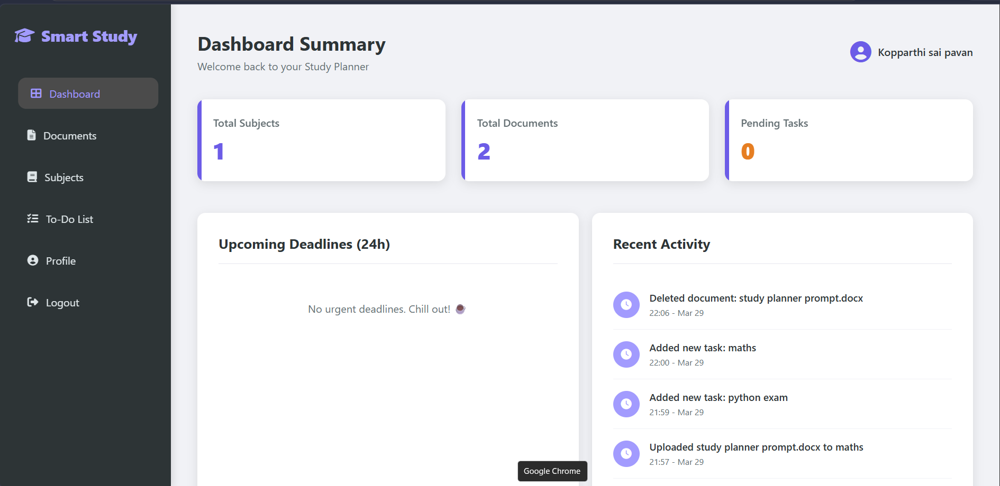 Smart Study
Dashboard
Documents
Subjects
To-Do List
Profile
Logout
Dashboard Summary
Welcome back to your Study Planner
Kopparthi sai pavan
Total Subjects
1
Total Documents
2
Pending Tasks
0
Upcoming Deadlines (24h)
No urgent deadlines. Chill out! ☕
Recent Activity
Deleted document: study planner prompt.docx
22:06 - Mar 29
Added new task: maths
22:00 - Mar 29
Added new task: python exam
21:59 - Mar 29
Uploaded study planner prompt.docx to maths
21:57 - Mar 29
Google Chrome